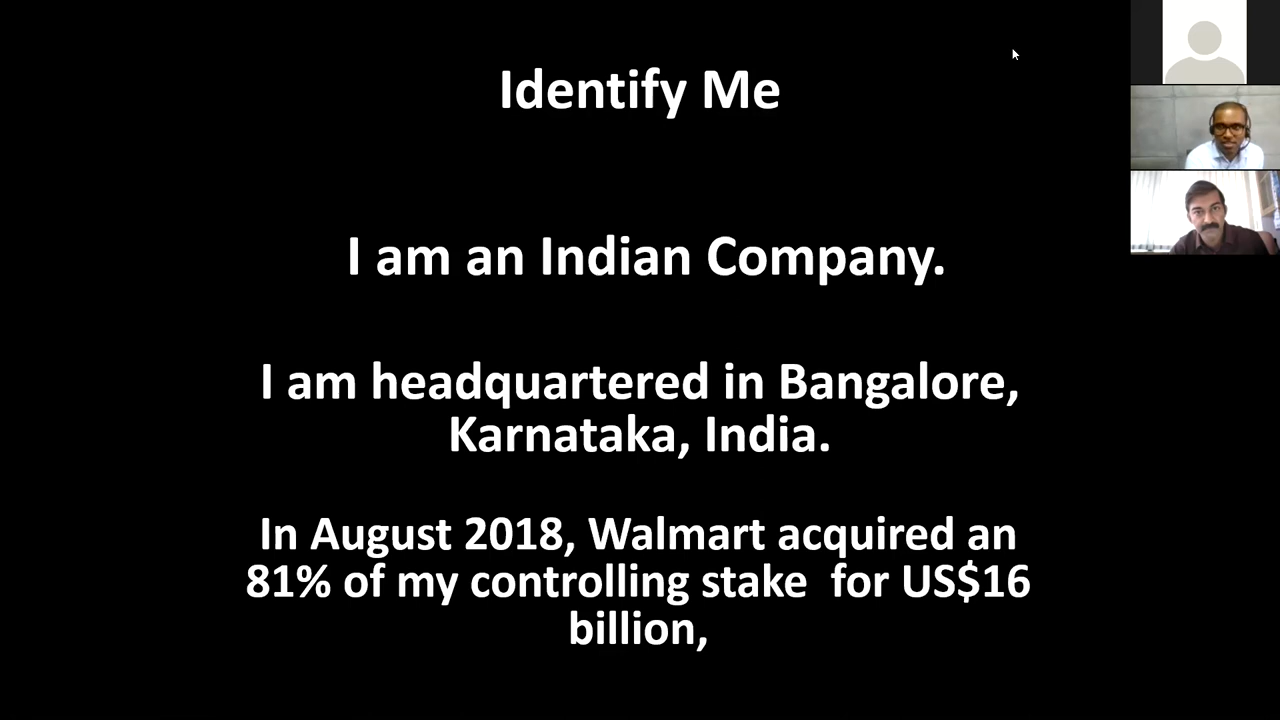 Identify Me
I am an Indian Company.
I am headquartered in Bangalore,
Karnataka, India.
In August 2018, Walmart acquired an
81% of my controlling stake  for US$16
billion,